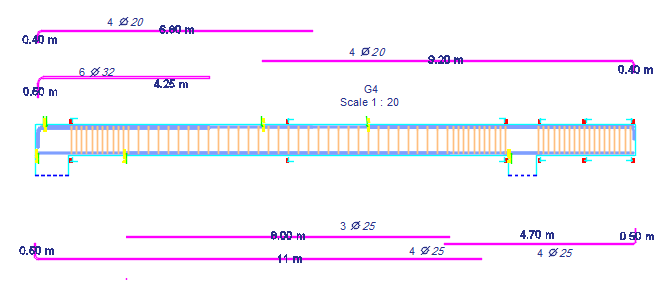 4 Ø 20
6.80 m
0.40 m
4 Ø 20
9.20 m
0.40 m
6 Ø 32
4.25 m
0.60 m
G4
Scale 1 : 20
3 Ø 25
9.00 m
4.70 m
0.50 m
0.60 m
4 Ø 25
4 Ø 25
11 m